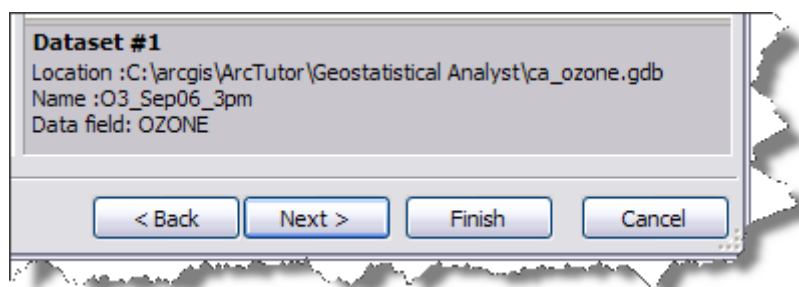 Dataset #1
Location :C:\arcgis\ArcTutor\Geostatistical Analyst\ca_ozone.gdb
Name :O3_Sep06_3pm
Data field: OZONE
< Back Next > Finish Cancel